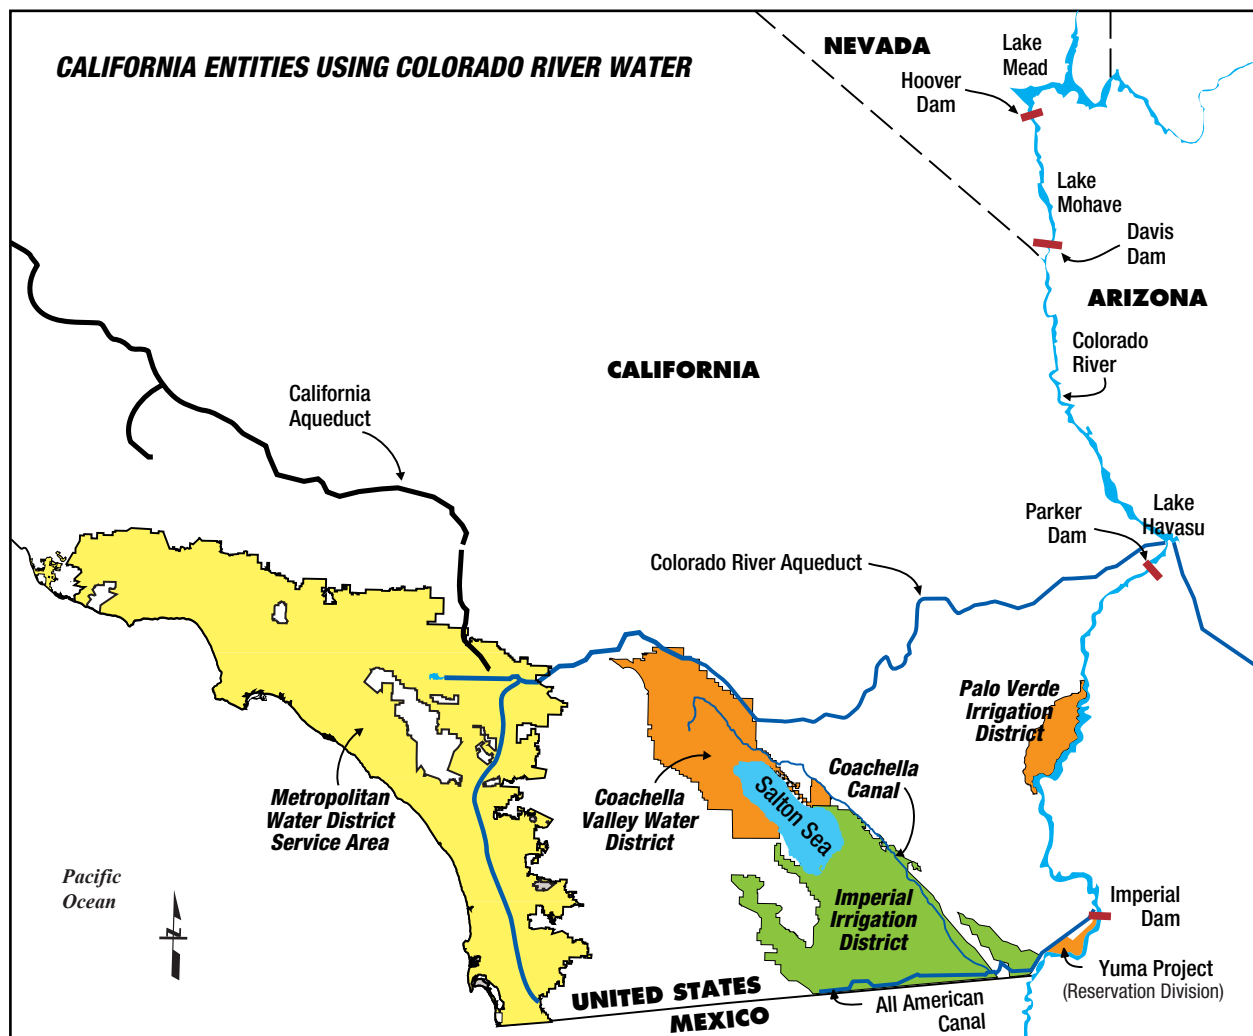 CALIFORNIA ENTITIES USING COLORADO RIVER WATER
NEVADA
Lake
Mead
Hoover
Dam
Lake
Mohave
Davis
Dam
ARIZONA
Colorado
River
CALIFORNIA
California
Aqueduct
Lake
Havasu
Parker
Dam
Colorado River Aqueduct
Palo Verde
Irrigation
District
Coachella
Canal
Metropolitan
Water District
Service Area
Coachella
Valley Water
District
Salton Sea
Imperial
Irrigation
District
Pacific
Ocean
Z
Imperial
Dam
Yuma Project
(Reservation Division)
UNITED STATES
MEXICO
All American
Canal